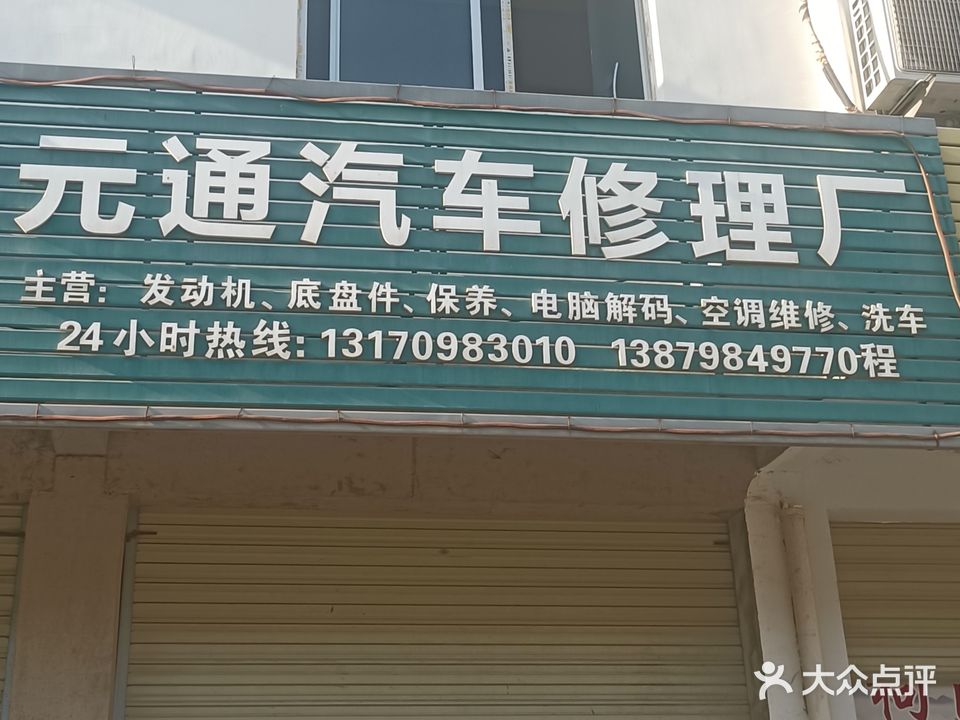 元通汽车修理厂
主营：发动机、底盘件、保养、电脑解码、空调维修、洗车
24小时热线：13170983010 13879849770程
大众点评